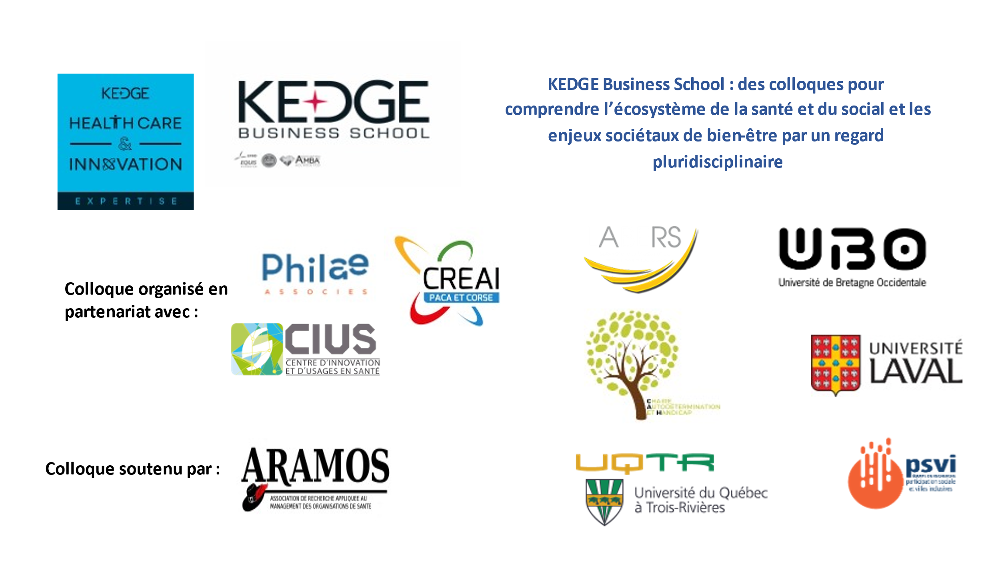 KEDGE
HEALTH CARE
&
INNOVATION
EXPERTISE
KEDGE
BUSINESS SCHOOL
EQUIS
AMBA
KEDGE Business School : des colloques pour
comprendre l’écosystème de la santé et du social et les
enjeux sociétaux de bien-être par un regard
pluridisciplinaire
Colloque organisé en
partenariat avec :
Philae
ASSOCIES
CREAI
PACA ET CORSE
A RS
UBO
Université de Bretagne Occidentale
CIUS
CENTRE D'INNOVATION
ET D'USAGES EN SANTÉ
CHAIRE
AUTODÉTERMINATION
ET HANDICAP
UNIVERSITÉ
LAVAL
Colloque soutenu par :
ARAMOS
ASSOCIATION DE RECHERCHE APPLIQUEE AU
MANAGEMENT DES ORGANISATIONS DE SANTE
UQTR
Université du Québec
à Trois-Rivières
psvi
participation sociale
et villes inclusives